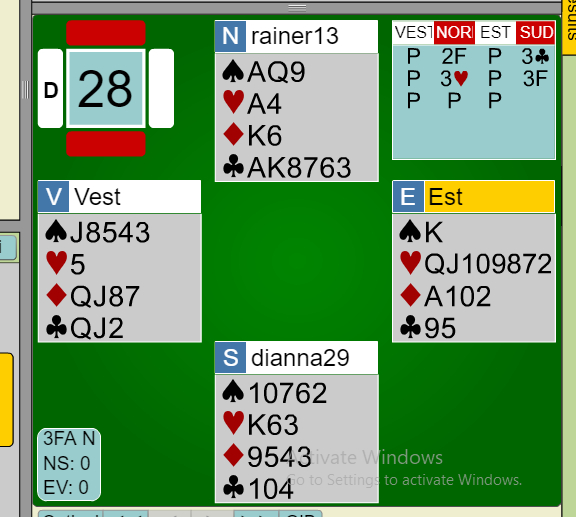 N rainer13
♠AQ9
♥A4
♦K6
♣AK8763
D 28
VEST NOR EST SUD
P 2F P 3♣
P 3♥ P 3F
P P P
V Vest
♠J8543
♥5
♦QJ87
♣QJ2
E Est
♠K
♥QJ109872
♦A102
♣95
S dianna29
♠10762
♥K63
♦9543
♣104
3FA N
NS: 0
EV: 0
Activate Windows
Go to Settings to activate Windows.